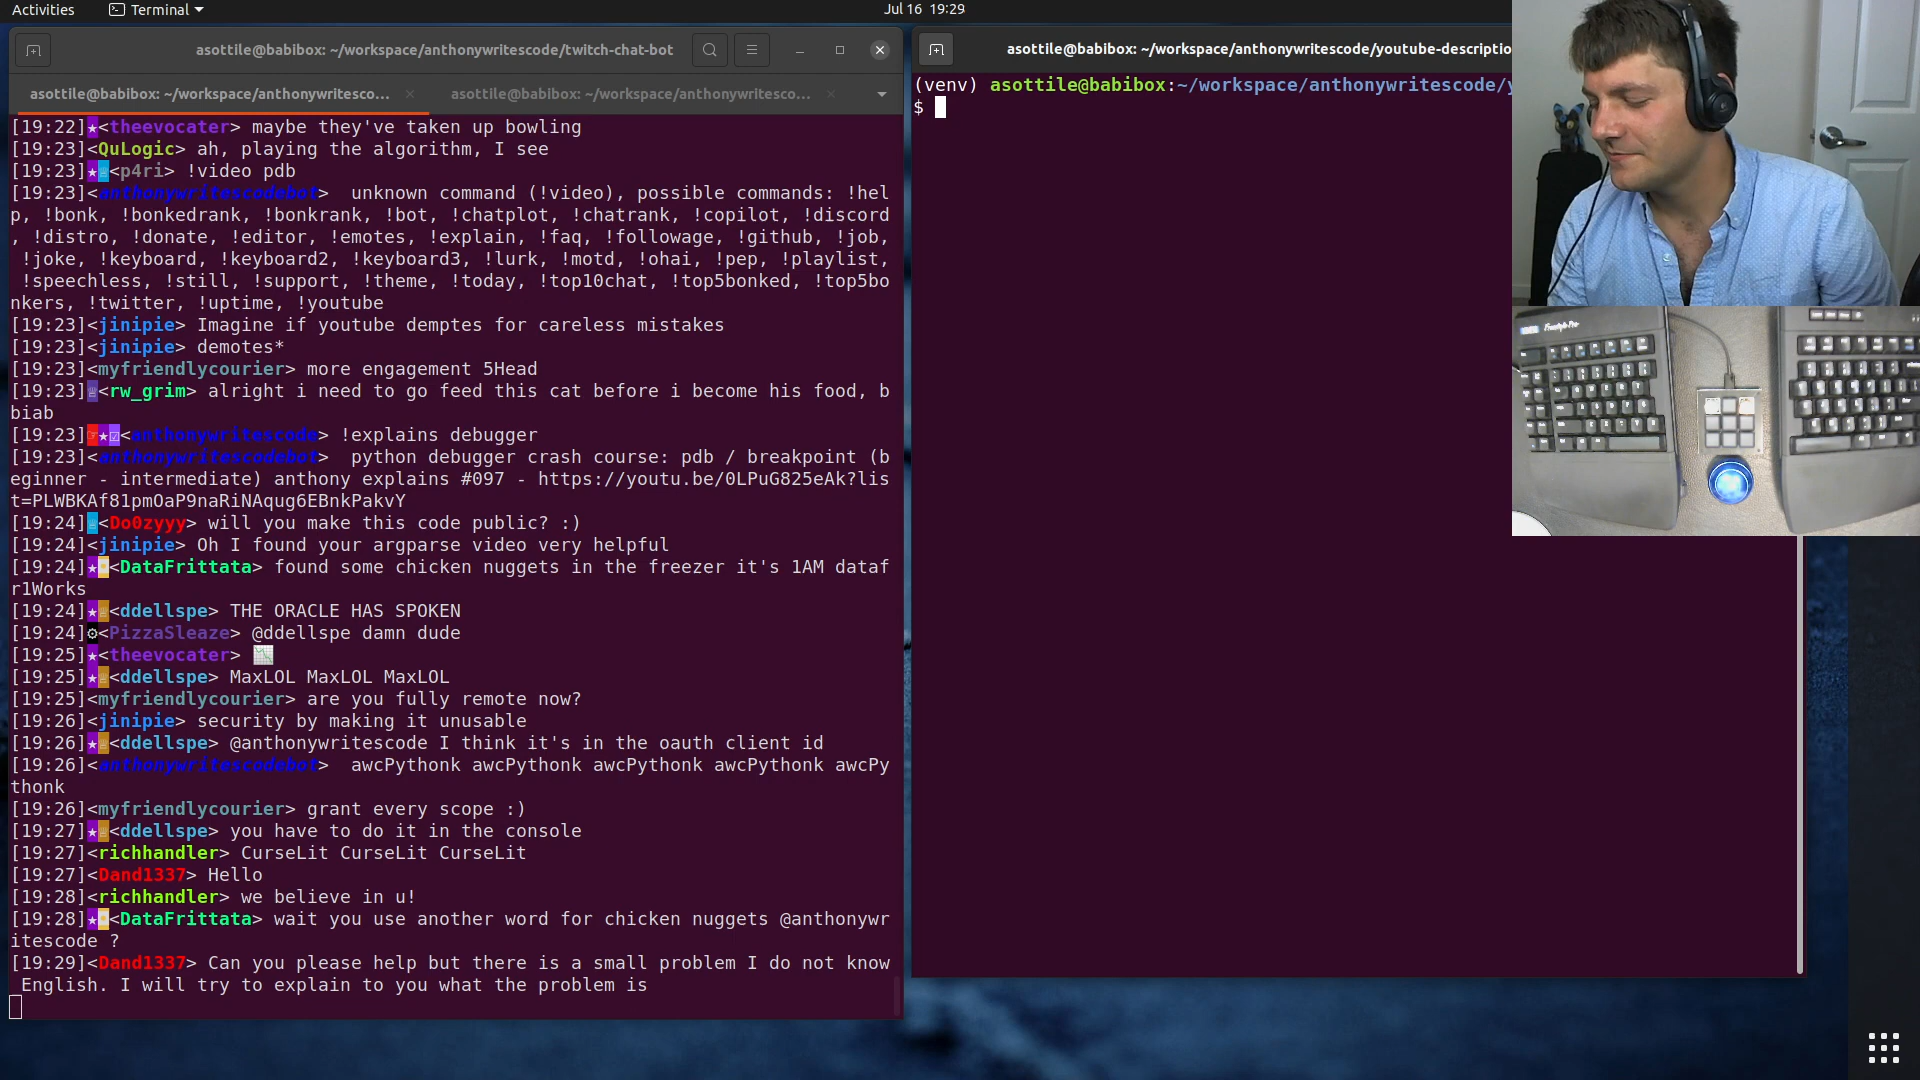 Activities
Terminal
Jul 16 19:29
asottile@babibox: ~/workspace/anthonywritescode/twitch-chat-bot
asottile@babibox: ~/workspace/anthonywritescode/youtube-descriptio
asottile@babibox: ~/workspace/anthonywritesco...
asottile@babibox: ~/workspace/anthonywritesco...
[19:22]★<theevocater> maybe they've taken up bowling
[19:23]<QuLogic> ah, playing the algorithm, I see
[19:23]★<p4ri> !video pdb
[19:23]<anthonywritescodebot>  unknown command (!video), possible commands: !hel
p, !bonk, !bonkedrank, !bonkrank, !bot, !chatplot, !chatrank, !copilot, !discord
, !distro, !donate, !editor, !emotes, !explain, !faq, !followage, !github, !job,
 !joke, !keyboard, !keyboard2, !keyboard3, !lurk, !motd, !ohai, !pep, !playlist,
 !speechless, !still, !support, !theme, !today, !top10chat, !top5bonked, !top5bo
nkers, !twitter, !uptime, !youtube
[19:23]<jinipie> Imagine if youtube demptes for careless mistakes
[19:23]<jinipie> demotes*
[19:23]<myfriendlycourier> more engagement 5Head
[19:23]<rw_grim> alright i need to go feed this cat before i become his food, b
biab
[19:23]★<anthonywritescode> !explains debugger
[19:23]<anthonywritescodebot>  python debugger crash course: pdb / breakpoint (b
eginner - intermediate) anthony explains #097 - https://youtu.be/0LPuG825eAk?lis
t=PLWBKAf81pmOaP9naRiNAqug6EBnkPakvY
[19:24]<Do0zyyy> will you make this code public? :)
[19:24]<jinipie> Oh I found your argparse video very helpful
[19:24]★<DataFrittata> found some chicken nuggets in the freezer it's 1AM dataf
r1Works
[19:24]★<ddellspe> THE ORACLE HAS SPOKEN
[19:24]<PizzaSleaze> @ddellspe damn dude
[19:25]★<theevocater> 📉
[19:25]★<ddellspe> MaxLOL MaxLOL MaxLOL
[19:25]<myfriendlycourier> are you fully remote now?
[19:26]<jinipie> security by making it unusable
[19:26]★<ddellspe> @anthonywritescode I think it's in the oauth client id
[19:26]<anthonywritescodebot>  awcPythonk awcPythonk awcPythonk awcPythonk awcPy
thonk
[19:26]<myfriendlycourier> grant every scope :)
[19:27]★<ddellspe> you have to do it in the console
[19:27]<richhandler> CurseLit CurseLit CurseLit
[19:27]<Dand1337> Hello
[19:28]<richhandler> we believe in u!
[19:28]★<DataFrittata> wait you use another word for chicken nuggets @anthonywr
itescode ?
[19:29]<Dand1337> Can you please help but there is a small problem I do not know
 English. I will try to explain to you what the problem is
(venv) asottile@babibox:~/workspace/anthonywritescode/y
$
Freestyle Pro